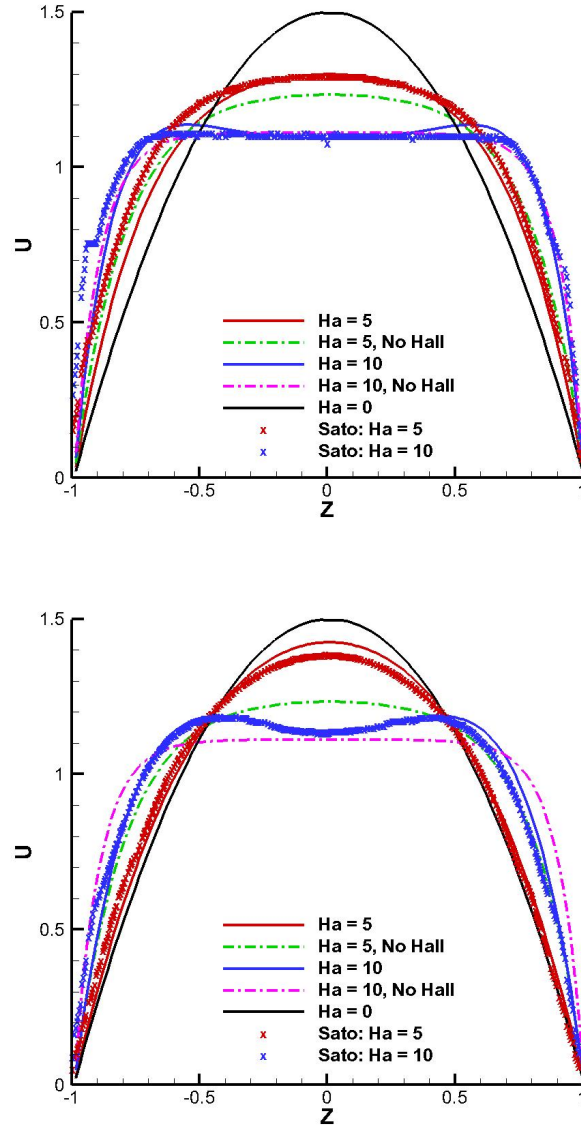 1.5
1
0.5
0
U
-1
-0.5
0
0.5
1
Z
Ha = 5
Ha = 5, No Hall
Ha = 10
Ha = 10, No Hall
Ha = 0
x Sato: Ha = 5
x Sato: Ha = 10
1.5
1
0.5
0
U
-1
-0.5
0
0.5
1
Z
Ha = 5
Ha = 5, No Hall
Ha = 10
Ha = 10, No Hall
Ha = 0
x Sato: Ha = 5
x Sato: Ha = 10